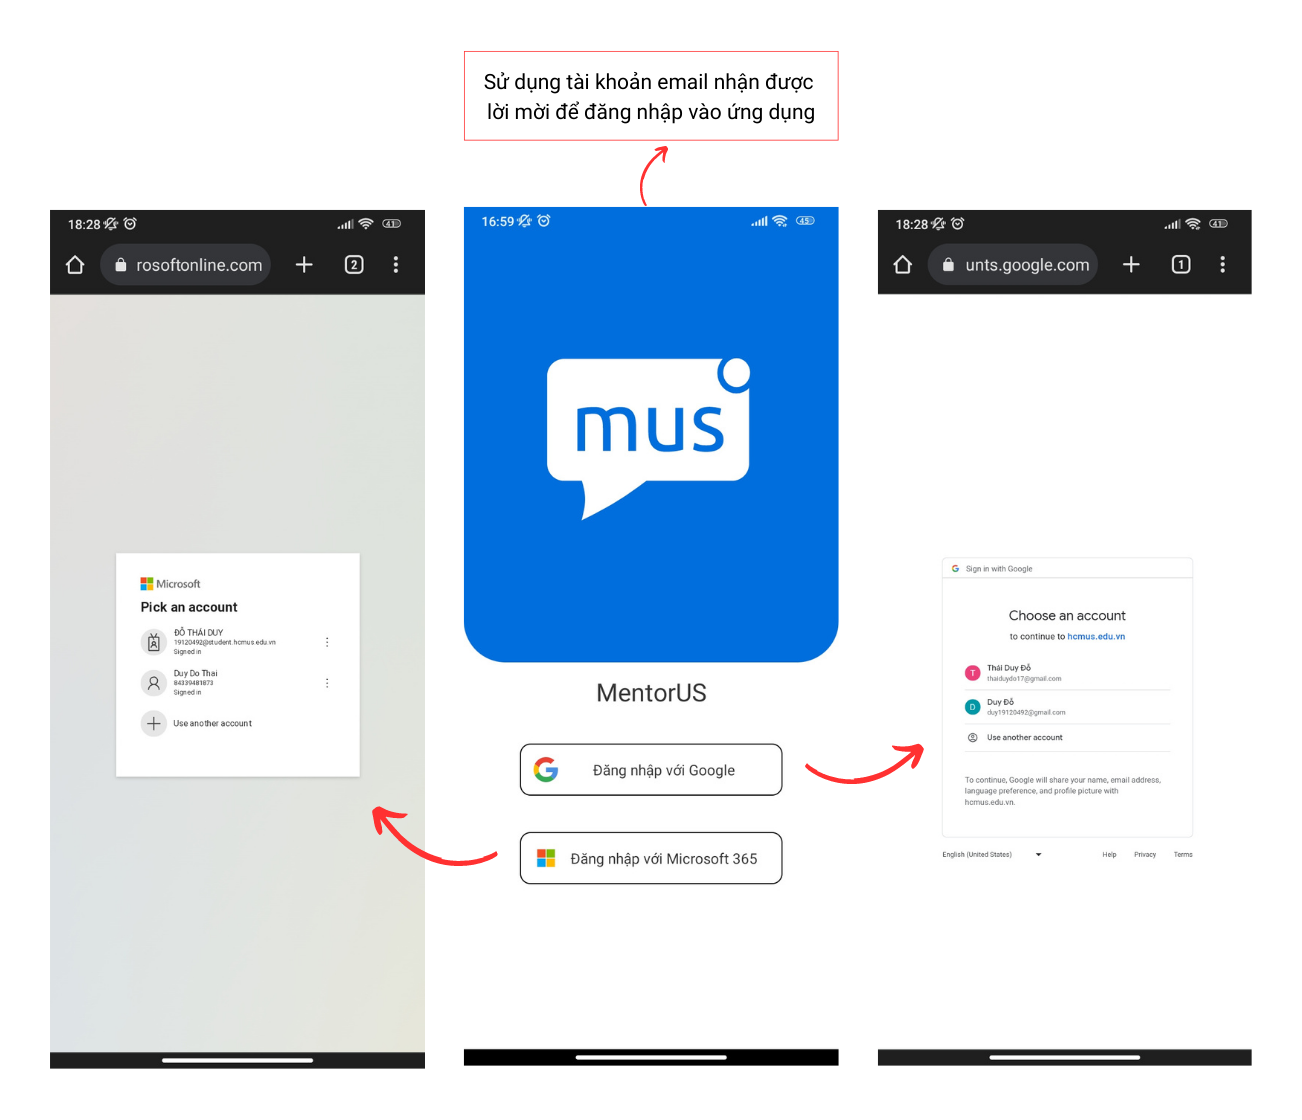 Sử dụng tài khoản email nhận được
lời mời để đăng nhập vào ứng dụng
18:28
41
rosoftonline.com
2
Microsoft
Pick an account
ĐỖ THÁI DUY
19120492@student.hcmus.edu.vn
Signed in
Duy Do Thai
84339481873
Signed in
Use another account
16:59
45
mus
MentorUS
Đăng nhập với Google
Đăng nhập với Microsoft 365
18:28
41
unts.google.com
1
Sign in with Google
Choose an account
to continue to hcmus.edu.vn
T
Thái Duy Đỗ
thaiduydo17@gmail.com
D
Duy Đỗ
duy19120492@gmail.com
Use another account
To continue, Google will share your name, email address,
language preference, and profile picture with
hcmus.edu.vn.
English (United States)
Help
Privacy
Terms